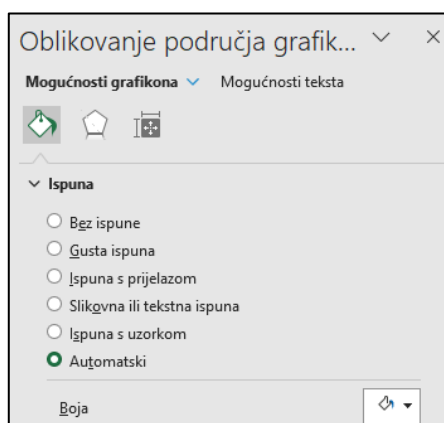 Oblikovanje područja grafik...
Mogućnosti grafikona Mogućnosti teksta
Ispuna
Bez ispune
Gusta ispuna
Ispuna s prijelazom
Slikovna ili tekstna ispuna
Ispuna s uzorkom
Automatski
Boja